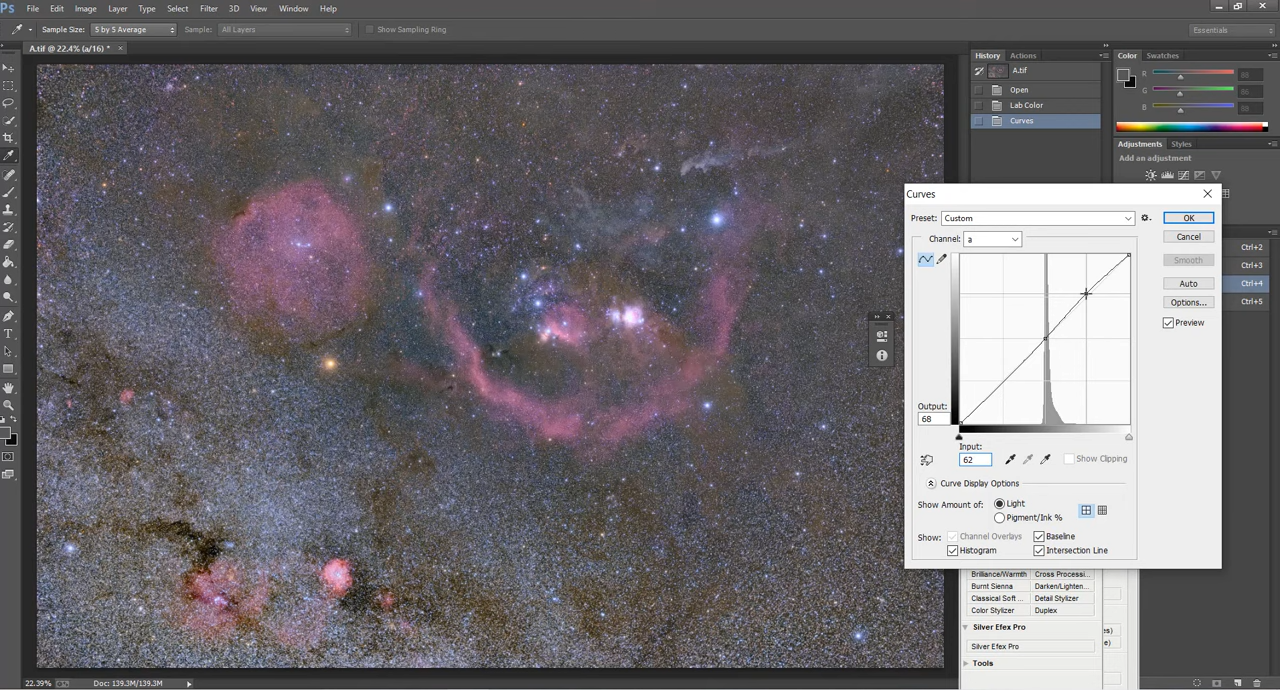 Ps File Edit Image Layer Type Select Filter 3D View Window Help
Sample Size: 5 by 5 Average Sample: All Layers Show Sampling Ring Essentials
A.tif @ 22.4% (a/16) * ×
History Actions
A.tif
Open
Lab Color
Curves
Color Swatches
R 88
G 86
B 88
Adjustments Styles
Add an adjustment
Curves
Preset: Custom
OK
Channel: a
Cancel
Smooth
Auto
Options...
Preview
Output:
68
Input:
62
Show Clipping
Curve Display Options
Show Amount of: Light
Pigment/Ink %
Show: Channel Overlays Baseline
Histogram Intersection Line
Ctrl+2
Ctrl+3
Ctrl+4
Ctrl+5
Brilliance/Warmth Cross Processi...
Burnt Sienna Darken/Lighten...
Classical Soft ... Detail Stylizer
Color Stylizer Duplex
Silver Efex Pro
Silver Efex Pro
Tools
22.39% Doc: 139.3M/139.3M